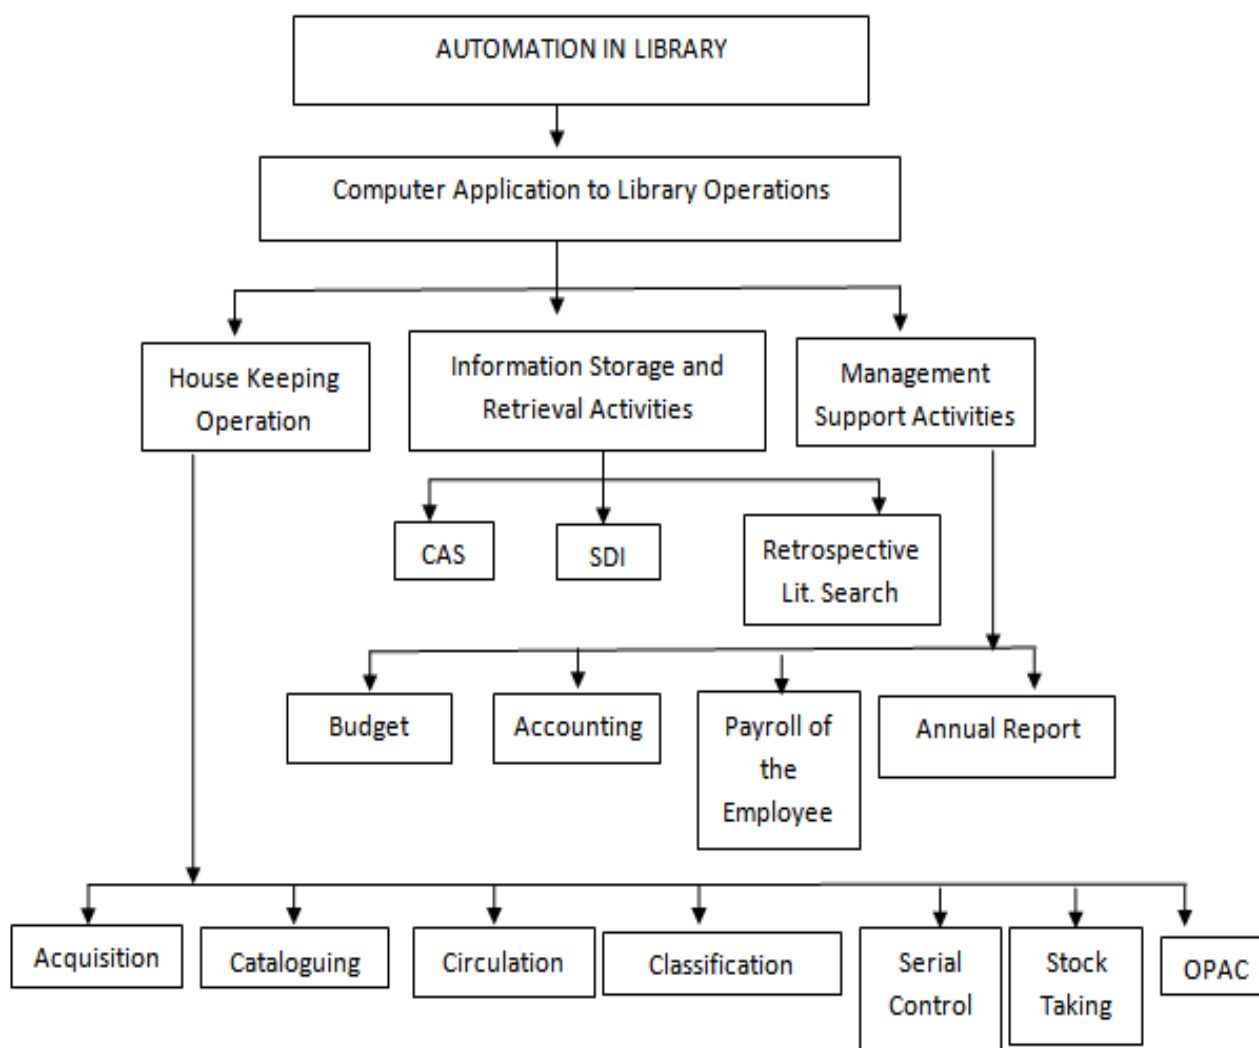 AUTOMATION IN LIBRARY
Computer Application to Library Operations
House Keeping
Operation
Information Storage and
Retrieval Activities
Management
Support Activities
CAS
SDI
Retrospective
Lit. Search
Budget
Accounting
Payroll of
the
Employee
Annual Report
Acquisition
Cataloguing
Circulation
Classification
Serial
Control
Stock
Taking
OPAC